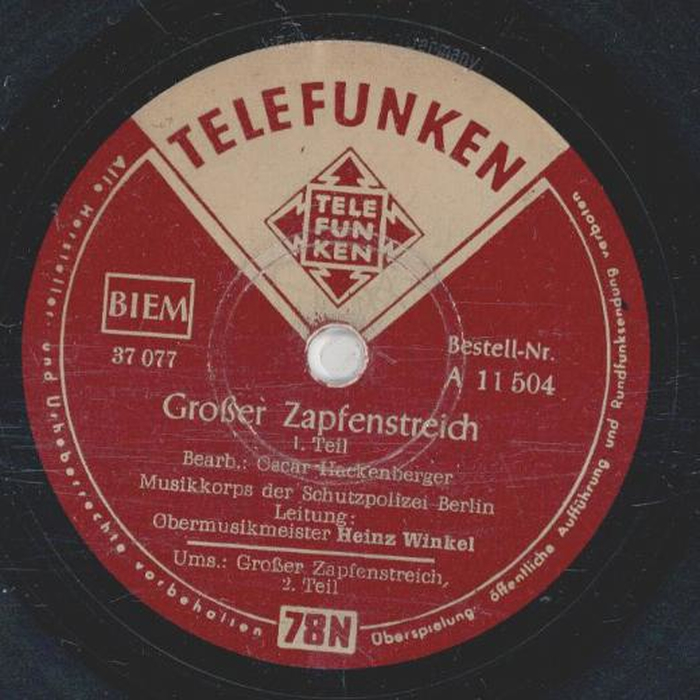 Germany
TELEFUNKEN
TELE
FUN
KEN
BIEM
37 077
Bestell-Nr.
A 11 504
Großer Zapfenstreich
1. Teil
Bearb.: Oscar Hackenberger
Musikkorps der Schutzpolizei Berlin
Leitung:
Obermusikmeister Heinz Winkel
Ums.: Großer Zapfenstreich,
2. Teil
78N
Alle Hersteller- und Urheberrechte vorbehalten
Überspielung, öffentliche Aufführung und Rundfunksendung verboten